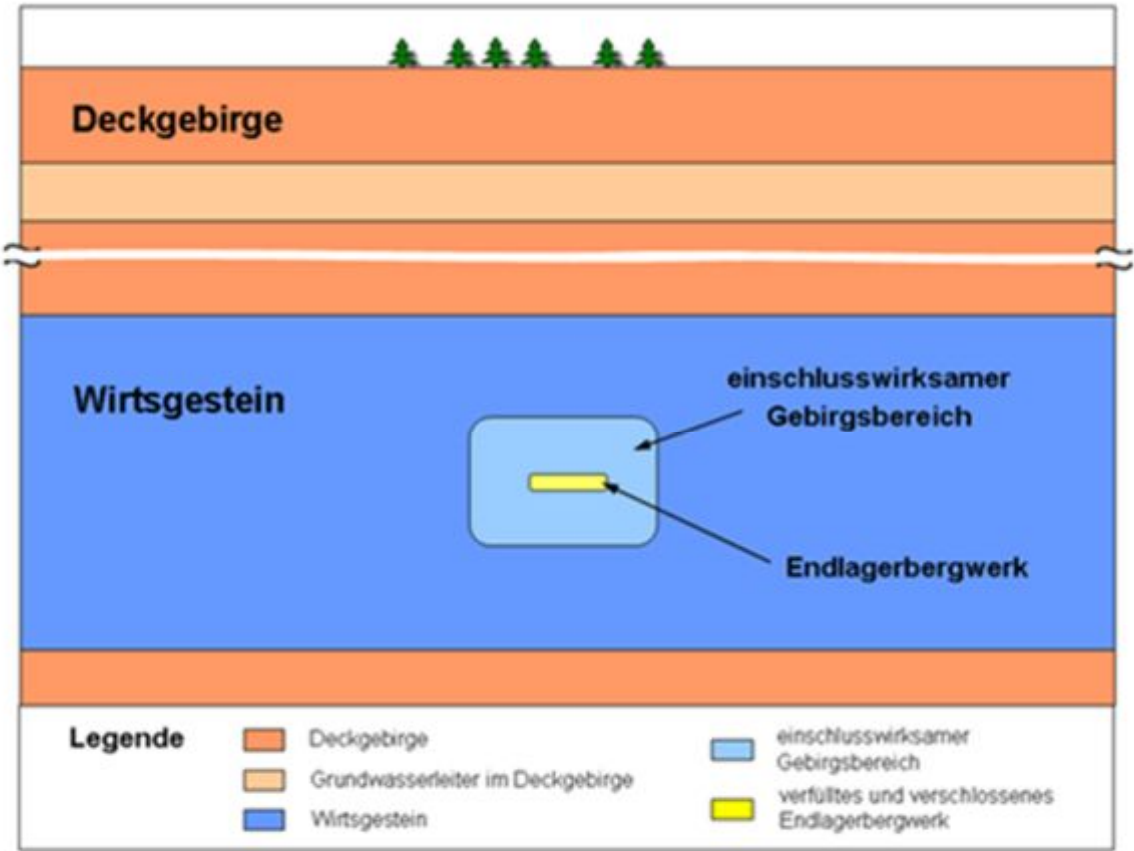 Deckgebirge
Wirtsgestein
einschlusswirksamer
Gebirgsbereich
Endlagerbergwerk
Legende
Deckgebirge
Grundwasserleiter im Deckgebirge
Wirtsgestein
einschlusswirksamer
Gebirgsbereich
verfülltes und verschlossenes
Endlagerbergwerk